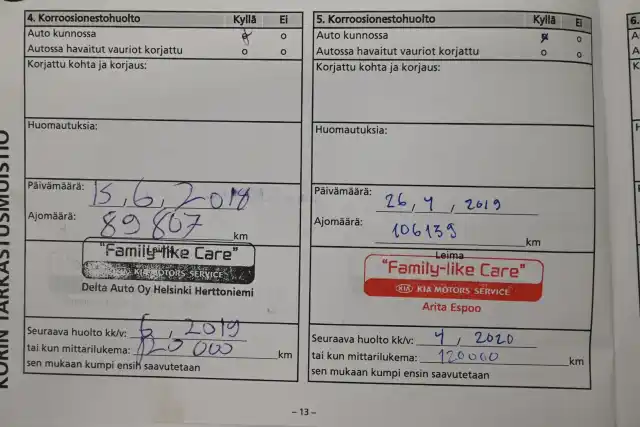 KORIN TARKASTUSMUISTIO
4. Korroosionestohuolto Kyllä Ei
Auto kunnossa
Autossa havaitut vauriot korjattu
Korjattu kohta ja korjaus:
Huomautuksia:
Päivämäärä: 15, 6, 2018
Ajomäärä: 89 807 km
"Family-like Care"
KIA MOTORS SERVICE
Delta Auto Oy Helsinki Herttoniemi
Seuraava huolto kk/v: 6, 2019
tai kun mittarilukema: 120 000 km
sen mukaan kumpi ensin saavutetaan
5. Korroosionestohuolto Kyllä Ei
Auto kunnossa
Autossa havaitut vauriot korjattu
Korjattu kohta ja korjaus:
Huomautuksia:
Päivämäärä: 26, 4, 2019
Ajomäärä: 106139 km
Leima
"Family-like Care"
KIA KIA MOTORS SERVICE
Arita Espoo
Seuraava huolto kk/v: 4, 2020
tai kun mittarilukema: 120000 km
sen mukaan kumpi ensin saavutetaan
– 13 –
6.